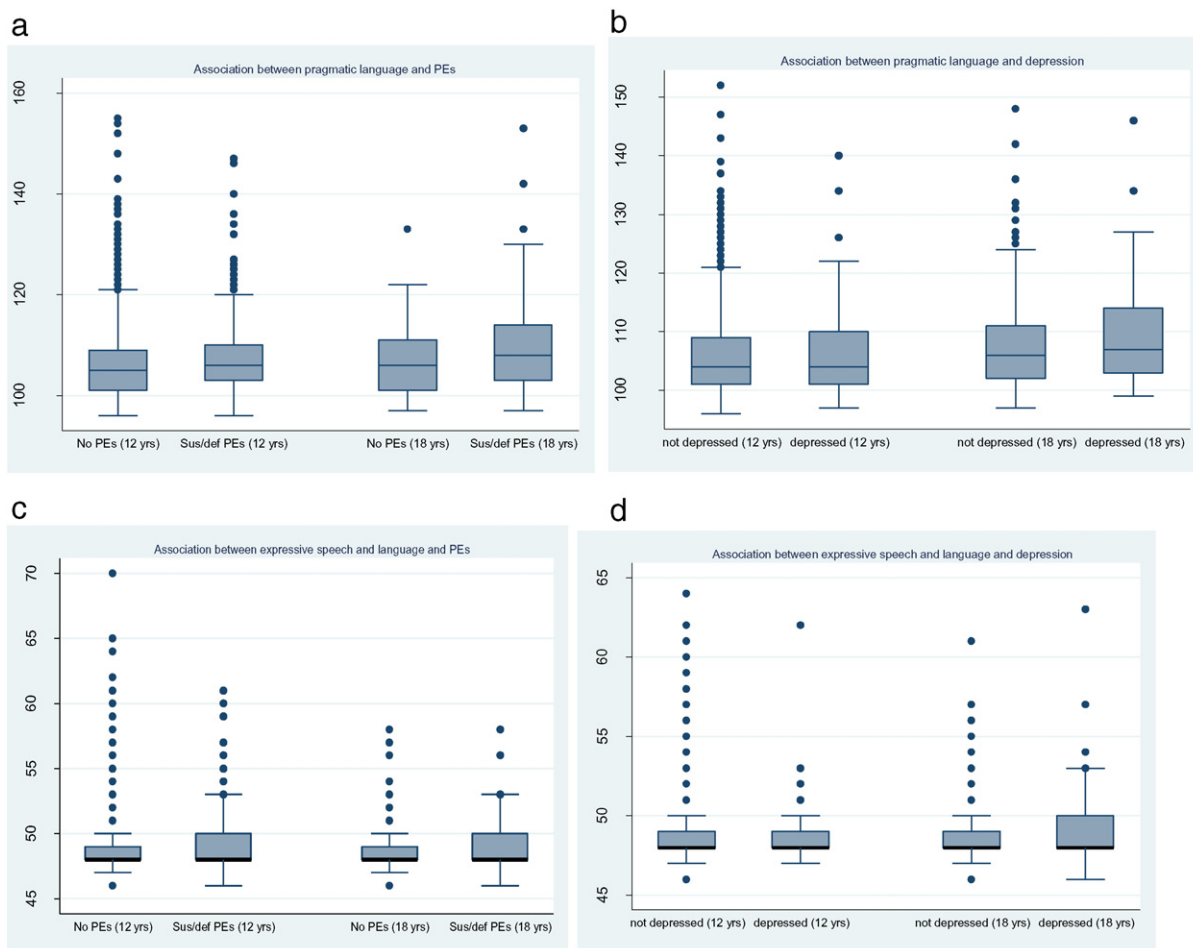 a
Association between pragmatic language and PEs
160
140
120
100
No PEs (12 yrs) Sus/def PEs (12 yrs) No PEs (18 yrs) Sus/def PEs (18 yrs)
b
Association between pragmatic language and depression
150
140
130
120
110
100
not depressed (12 yrs) depressed (12 yrs) not depressed (18 yrs) depressed (18 yrs)
c
Association between expressive speech and language and PEs
70
65
60
55
50
45
No PEs (12 yrs) Sus/def PEs (12 yrs) No PEs (18 yrs) Sus/def PEs (18 yrs)
d
Association between expressive speech and language and depression
65
60
55
50
45
not depressed (12 yrs) depressed (12 yrs) not depressed (18 yrs) depressed (18 yrs)